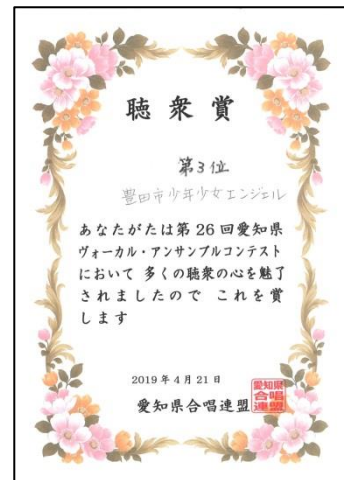 聴衆賞
第3位
豊田市少年少女エンジェル
あなたがたは第26回愛知県
ヴォーカル・アンサンブルコンテスト
において 多くの聴衆の心を魅了
されましたので これを賞
します
2019年4月21日
愛知県合唱連盟
愛知県
合唱
連盟